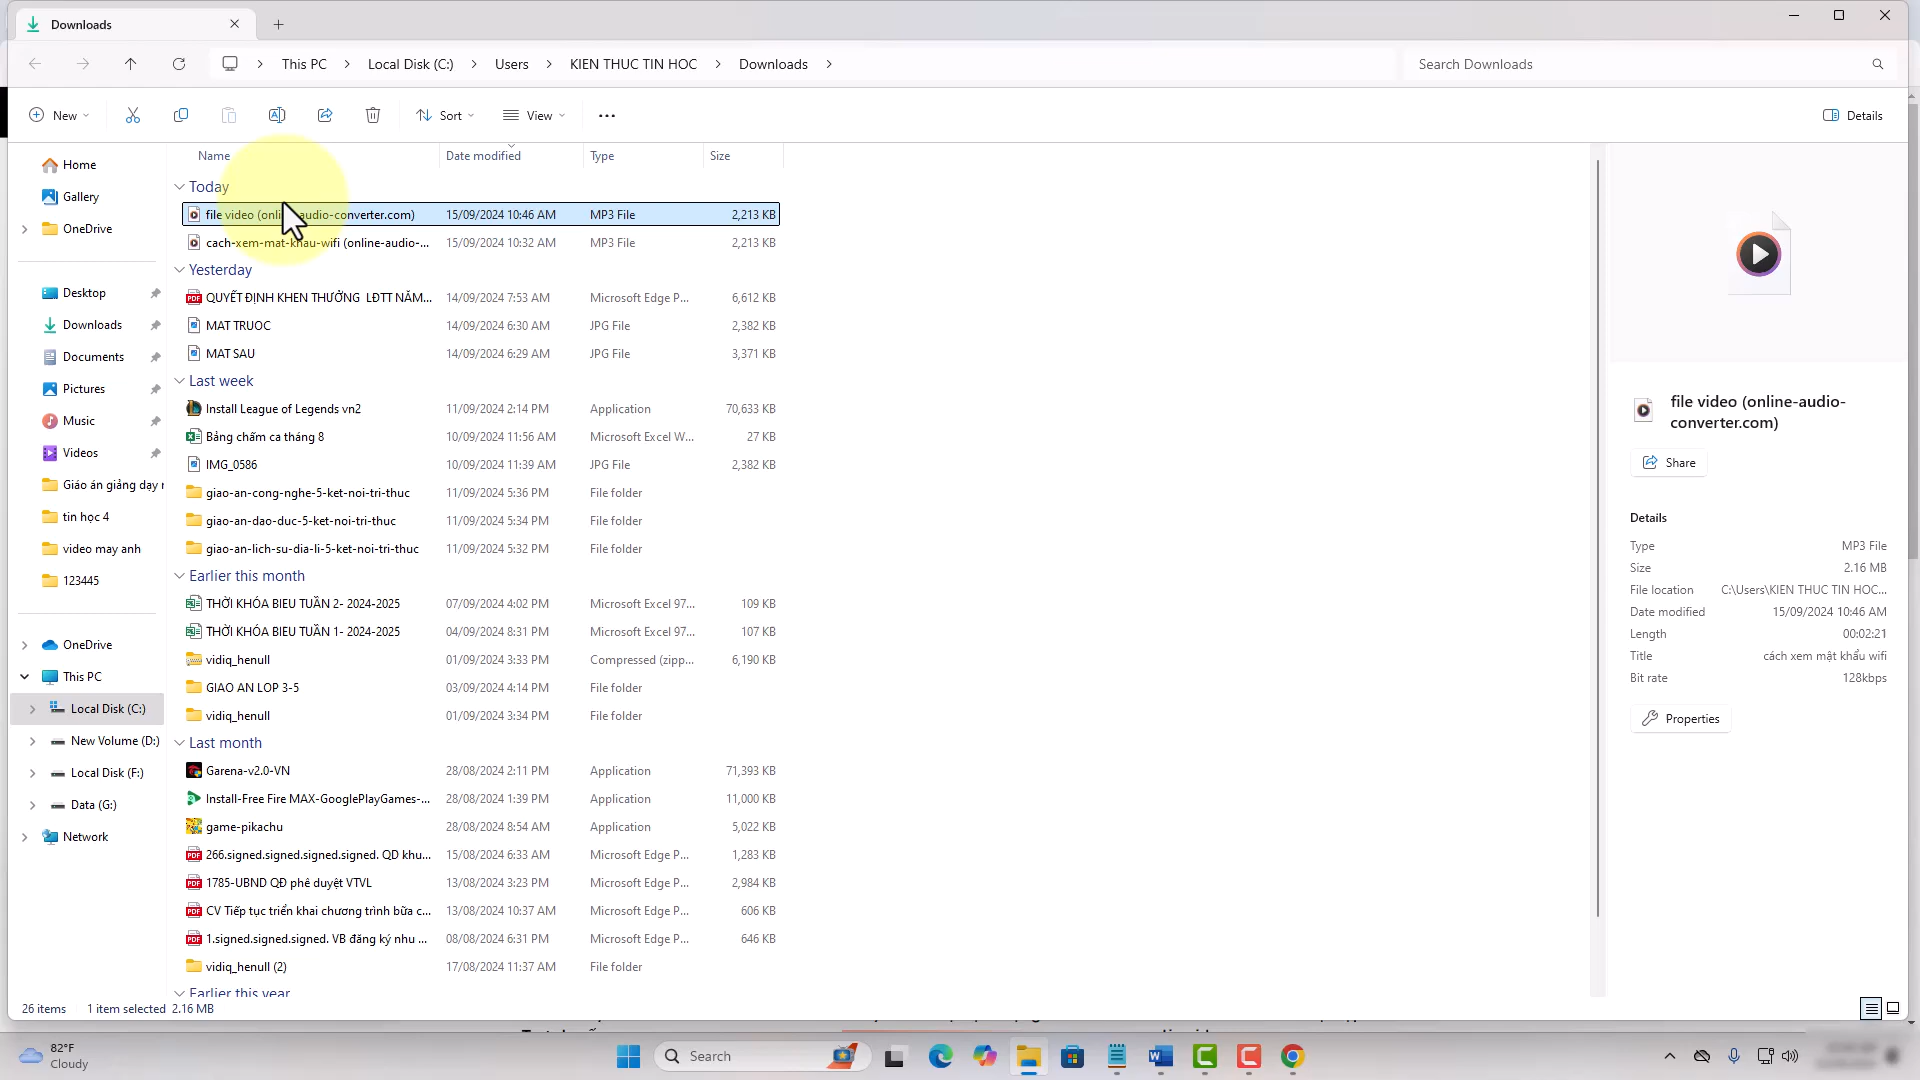 Downloads
This PC
Local Disk (C:)
Users
KIEN THUC TIN HOC
Downloads
Search Downloads
New
Sort
View
Details
Home
Gallery
OneDrive
Desktop
Downloads
Documents
Pictures
Music
Videos
Giáo án giảng dạy
tin học 4
video may anh
123445
OneDrive
This PC
Local Disk (C:)
New Volume (D:)
Local Disk (F:)
Data (G:)
Network
Name Date modified Type Size
Today
file video (online-audio-converter.com) 15/09/2024 10:46 AM MP3 File 2,213 KB
cach-xem-mat-khau-wifi (online-audio-... 15/09/2024 10:32 AM MP3 File 2,213 KB
Yesterday
QUYẾT ĐỊNH KHEN THƯỞNG LĐTT NĂM... 14/09/2024 7:53 AM Microsoft Edge P... 6,612 KB
MAT TRUOC 14/09/2024 6:30 AM JPG File 2,382 KB
MAT SAU 14/09/2024 6:29 AM JPG File 3,371 KB
Last week
Install League of Legends vn2 11/09/2024 2:14 PM Application 70,633 KB
Bảng chấm ca tháng 8 10/09/2024 11:56 AM Microsoft Excel W... 27 KB
IMG_0586 10/09/2024 11:39 AM JPG File 2,382 KB
giao-an-cong-nghe-5-ket-noi-tri-thuc 11/09/2024 5:36 PM File folder
giao-an-dao-duc-5-ket-noi-tri-thuc 11/09/2024 5:34 PM File folder
giao-an-lich-su-dia-li-5-ket-noi-tri-thuc 11/09/2024 5:32 PM File folder
Earlier this month
THỜI KHÓA BIEU TUẦN 2- 2024-2025 07/09/2024 4:02 PM Microsoft Excel 97... 109 KB
THỜI KHÓA BIEU TUẦN 1- 2024-2025 04/09/2024 8:31 PM Microsoft Excel 97... 107 KB
vidiq_henull 01/09/2024 3:33 PM Compressed (zipp... 6,190 KB
GIAO AN LOP 3-5 03/09/2024 4:14 PM File folder
vidiq_henull 01/09/2024 3:34 PM File folder
Last month
Garena-v2.0-VN 28/08/2024 2:11 PM Application 71,393 KB
Install-Free Fire MAX-GooglePlayGames-... 28/08/2024 1:39 PM Application 11,000 KB
game-pikachu 28/08/2024 8:54 AM Application 5,022 KB
266.signed.signed.signed.signed. QD khu... 15/08/2024 6:33 AM Microsoft Edge P... 1,283 KB
1785-UBND QĐ phê duyệt VTVL 13/08/2024 3:23 PM Microsoft Edge P... 2,984 KB
CV Tiếp tục triển khai chương trình bữa c... 13/08/2024 10:37 AM Microsoft Edge P... 606 KB
1.signed.signed.signed. VB đăng ký nhu ... 08/08/2024 6:31 PM Microsoft Edge P... 646 KB
vidiq_henull (2) 17/08/2024 11:37 AM File folder
Earlier this year
file video (online-audio-
converter.com)
Share
Details
Type MP3 File
Size 2.16 MB
File location C:\Users\KIEN THUC TIN HOC...
Date modified 15/09/2024 10:46 AM
Length 00:02:21
Title cách xem mật khẩu wifi
Bit rate 128kbps
Properties
26 items 1 item selected 2.16 MB
82°F
Cloudy
Search